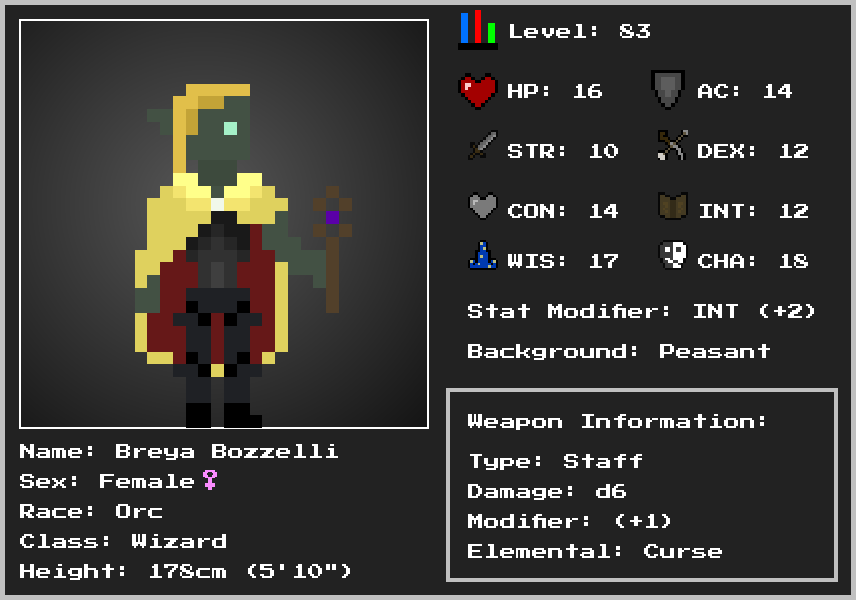 Level: 83
HP: 16 AC: 14
STR: 10 DEX: 12
CON: 14 INT: 12
WIS: 17 CHA: 18
Stat Modifier: INT (+2)
Background: Peasant
Weapon Information:
Type: Staff
Damage: d6
Modifier: (+1)
Elemental: Curse
Name: Breya Bozzelli
Sex: Female♀
Race: Orc
Class: Wizard
Height: 178cm (5'10")